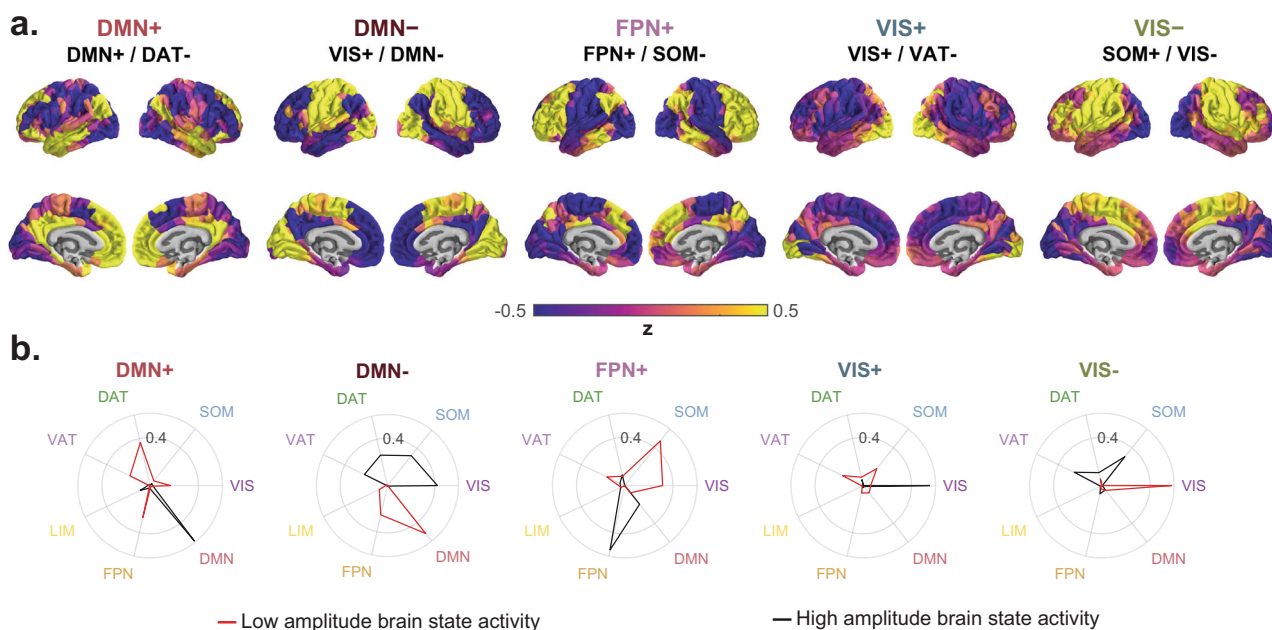 a.
DMN+ DMN− FPN+ VIS+ VIS−
DMN+ / DAT- VIS+ / DMN- FPN+ / SOM- VIS+ / VAT- SOM+ / VIS-
-0.5 0.5
z
b.
DMN+ DMN- FPN+ VIS+ VIS-
DAT DAT DAT DAT DAT
SOM SOM SOM SOM SOM
VAT 0.4 VAT 0.4 VAT 0.4 VAT 0.4 VAT 0.4
VIS VIS VIS VIS VIS
LIM LIM LIM LIM LIM
DMN DMN DMN DMN DMN
FPN FPN FPN FPN FPN
Low amplitude brain state activity High amplitude brain state activity